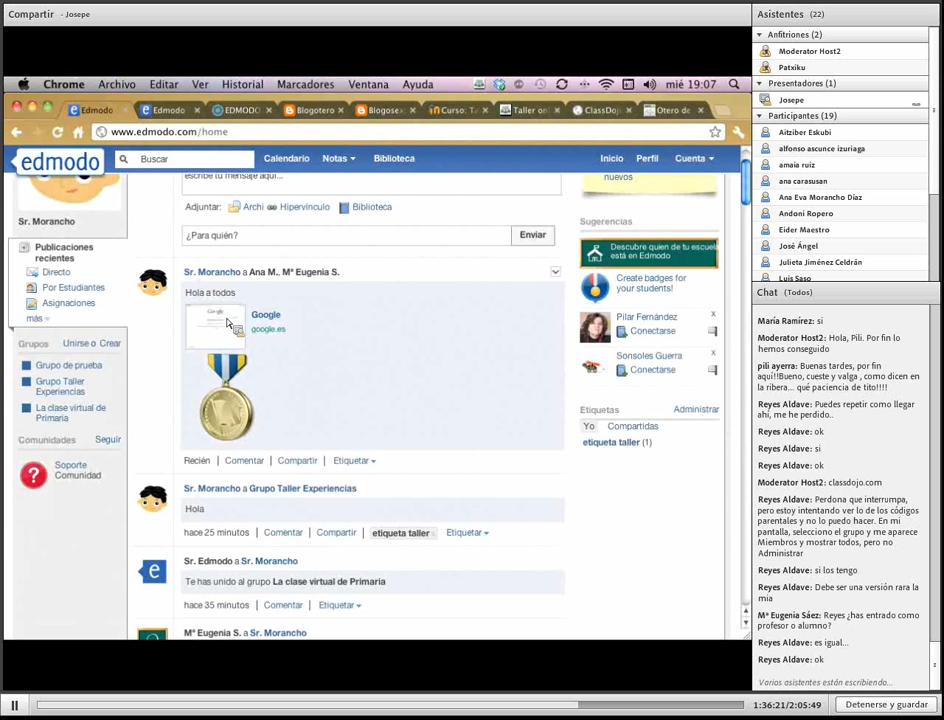 Compartir - Josepe
Chrome Archivo Editar Ver Historial Marcadores Ventana Ayuda mié 19:07
Edmodo Edmodo EDMODO Blogotero Blogosex Curso: Ta Taller on ClassDo Otero de
www.edmodo.com/home
edmodo Buscar Calendario Notas Biblioteca Inicio Perfil Cuenta
Sr. Morancho
Publicaciones
recientes
Directo
Por Estudiantes
Asignaciones
más
Grupos Unirse o Crear
Grupo de prueba
Grupo Taller
Experiencias
La clase virtual de
Primaria
Comunidades Seguir
Soporte
Comunidad
escribe tu mensaje aquí...
Adjuntar: Archi Hipervínculo Biblioteca
¿Para quién? Enviar
Sr. Morancho a Ana M., Mª Eugenia S.
Hola a todos
Google
Google
google.es
Recién Comentar Compartir Etiquetar
Sr. Morancho a Grupo Taller Experiencias
Hola
hace 25 minutos Comentar Compartir etiqueta taller Etiquetar
Sr. Edmodo a Sr. Morancho
e
Te has unido al grupo La clase virtual de Primaria
hace 35 minutos Comentar Etiquetar
Mª Eugenia S. a Sr. Morancho
nuevos
Sugerencias
Descubre quien de tu escuela
está en Edmodo
Create badges for
your students!
Pilar Fernández x
Conectarse
Sonsoles Guerra x
Conectarse
Etiquetas Administrar
Yo Compartidas
etiqueta taller (1)
Asistentes (22)
Anfitriones (2)
Moderator Host2
Patxiku
Presentadores (1)
Josepe
Participantes (19)
Aitziber Eskubi
alfonso ascunce izuriaga
amaia ruiz
ana carasusan
Ana Eva Morancho Díaz
Andoni Ropero
Eider Maestro
José Ángel
Julieta Jiménez Celdrán
Luis Saso
Chat (Todos)
María Ramírez: si
Moderator Host2: Hola, Pili. Por fin lo
hemos conseguido
pili ayerra: Buenas tardes, por fin
aquí!!Bueno, cueste y valga , como dicen en
la ribera... qué paciencia de tito!!!!
Reyes Aldave: Puedes repetir como llegar
ahí, me he perdido..
Reyes Aldave: ok
Reyes Aldave: si
Reyes Aldave: ok
Moderator Host2: classdojo.com
Reyes Aldave: Perdona que interrumpa,
pero estoy intentando ver lo de los códigos
parentales y no lo puedo hacer. En mi
pantalla, selecciono el grupo y me aparece
Miembros y mostrar todos, pero no
Administrar
Reyes Aldave: si los tengo
Reyes Aldave: Debe ser una versión rara la
mia
Mª Eugenia Sáez: Reyes ¿has entrado como
profesor o alumno?
Reyes Aldave: es igual...
Reyes Aldave: ok
Varios asistentes están escribiendo...
1:36:21/2:05:49 Detenerse y guardar